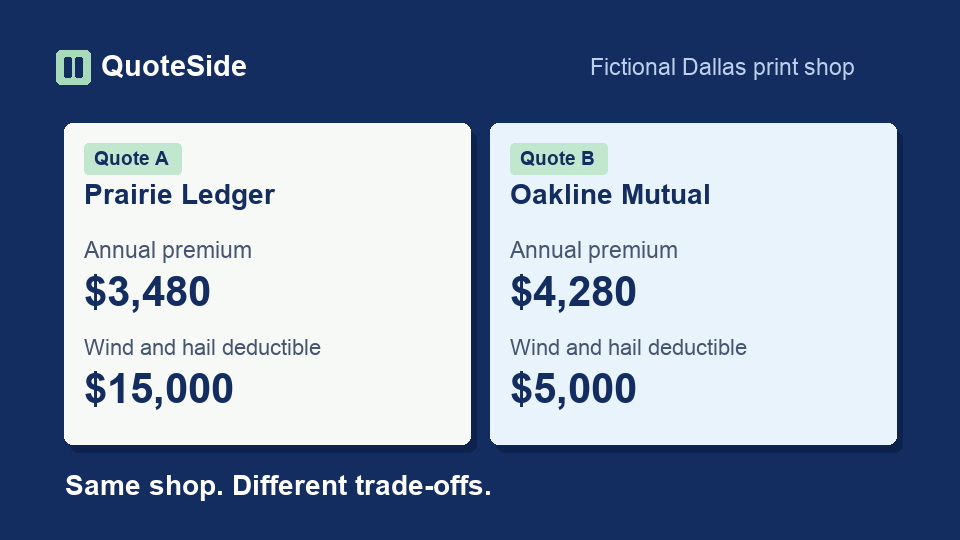 QuoteSide
Fictional Dallas print shop
Quote A
Prairie Ledger
Annual premium
$3,480
Wind and hail deductible
$15,000
Quote B
Oakline Mutual
Annual premium
$4,280
Wind and hail deductible
$5,000
Same shop. Different trade-offs.